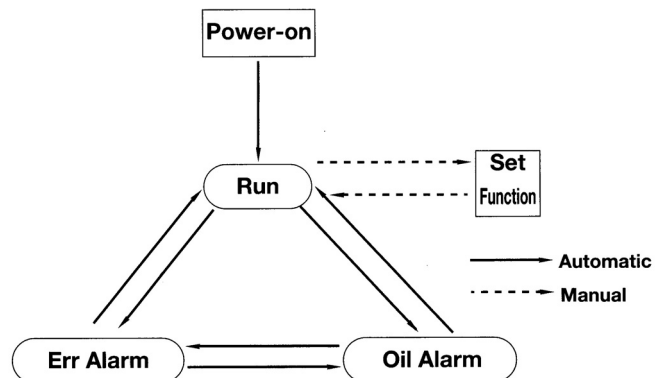 Power-on
Run
Set
Function
Automatic
Manual
Err Alarm
Oil Alarm